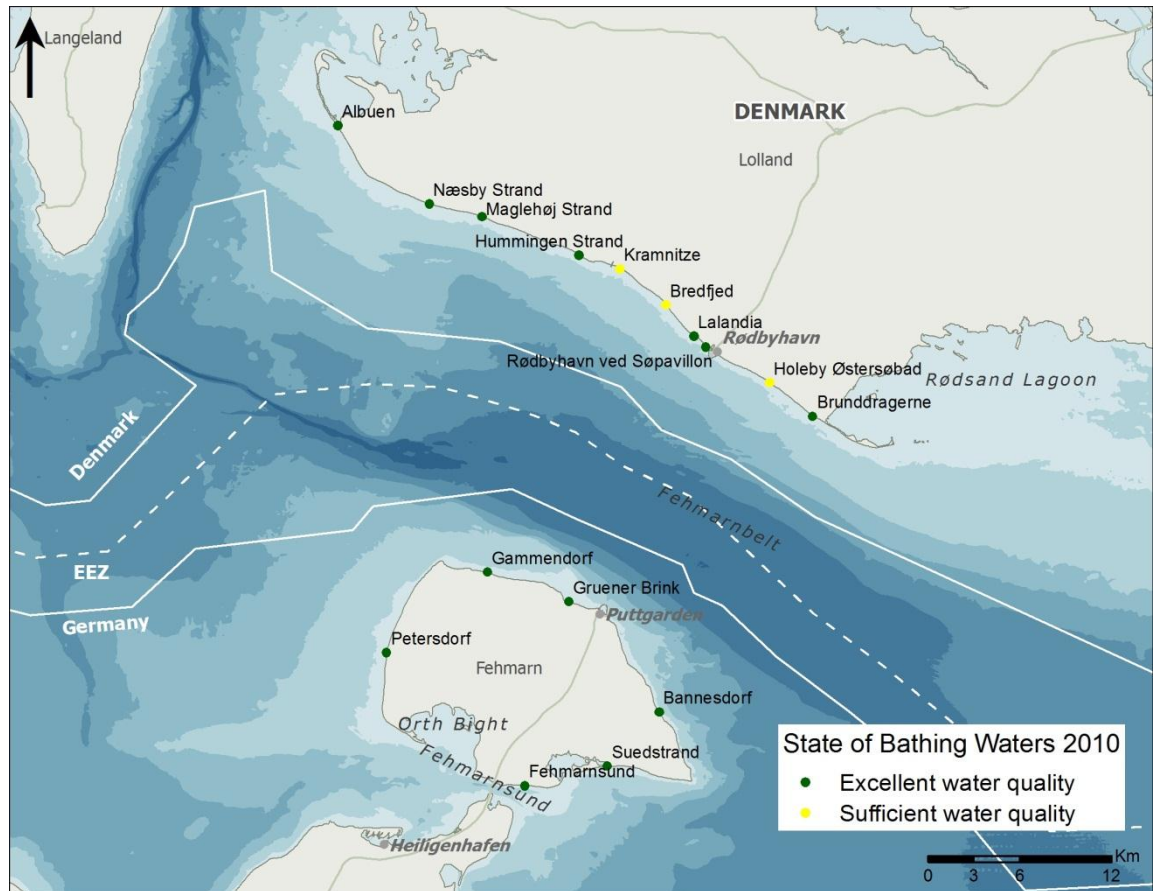 Langeland
DENMARK
Albuen
Lolland
Næsby Strand
Maglehøj Strand
Hummingen Strand
Kramnitze
Bredfjed
Lalandia
Rødbyhavn
Rødbyhavn ved Søpavillon
Holeby Østersøbad
Rødsand Lagoon
Brunddragerne
Denmark
Fehmarnbelt
EEZ
Germany
Gammendorf
Gruener Brink
Puttgarden
Petersdorf
Fehmarn
Bannesdorf
Orth Bight
Suedstrand
Fehmarnsund
Fehmarnsund
Heiligenhafen
State of Bathing Waters 2010
Excellent water quality
Sufficient water quality
Km
0 3 6 12